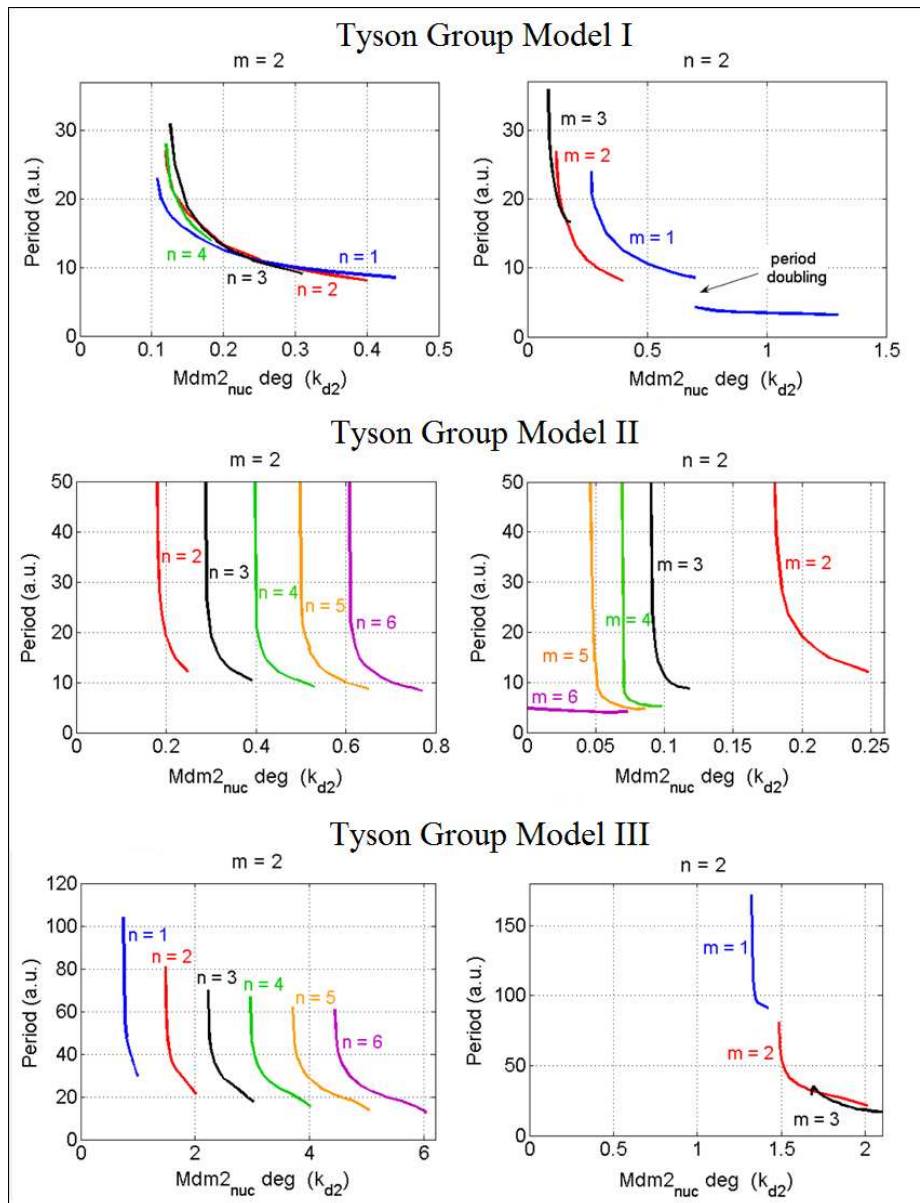 Tyson Group Model I
m = 2
n = 2
Period (a.u.)
30
20
10
0
n = 4
n = 3
n = 2
n = 1
0
0.1
0.2
0.3
0.4
0.5
Mdm2nuc deg (kd2)
Period (a.u.)
30
20
10
0
m = 3
m = 2
m = 1
period
doubling
0
0.5
1
1.5
Mdm2nuc deg (kd2)
Tyson Group Model II
m = 2
n = 2
Period (a.u.)
50
40
30
20
10
0
n = 2
n = 3
n = 4
n = 5
n = 6
0
0.2
0.4
0.6
0.8
Mdm2nuc deg (kd2)
Period (a.u.)
50
40
30
20
10
0
m = 6
m = 5
m = 4
m = 3
m = 2
0
0.05
0.1
0.15
0.2
0.25
Mdm2nuc deg (kd2)
Tyson Group Model III
m = 2
n = 2
Period (a.u.)
120
100
80
60
40
20
0
n = 1
n = 2
n = 3
n = 4
n = 5
n = 6
0
2
4
6
Mdm2nuc deg (kd2)
Period (a.u.)
150
100
50
0
m = 1
m = 2
m = 3
0
0.5
1
1.5
2
Mdm2nuc deg (kd2)